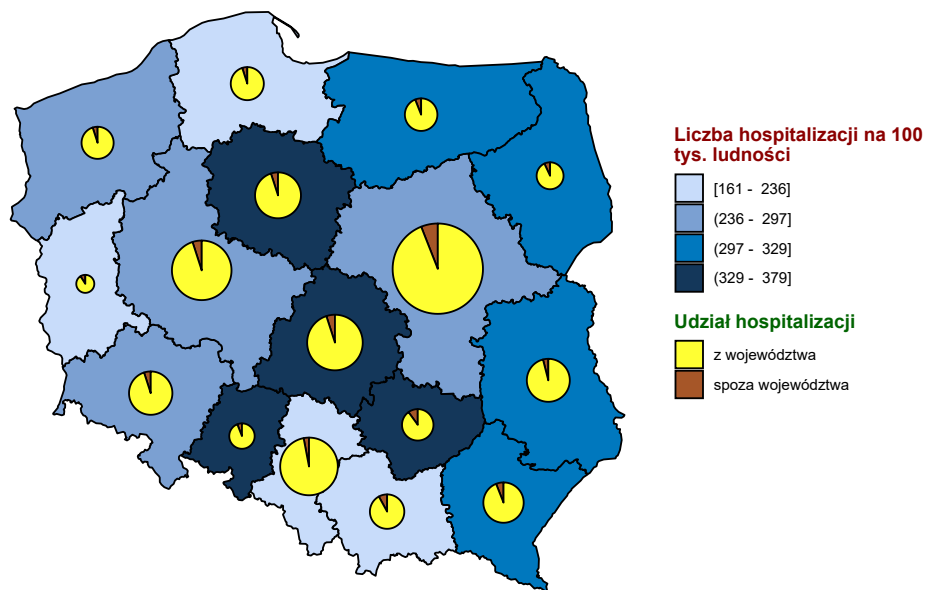 Liczba hospitalizacji na 100
tys. ludności
[161 - 236]
(236 - 297]
(297 - 329]
(329 - 379]
Udział hospitalizacji
z województwa
spoza województwa